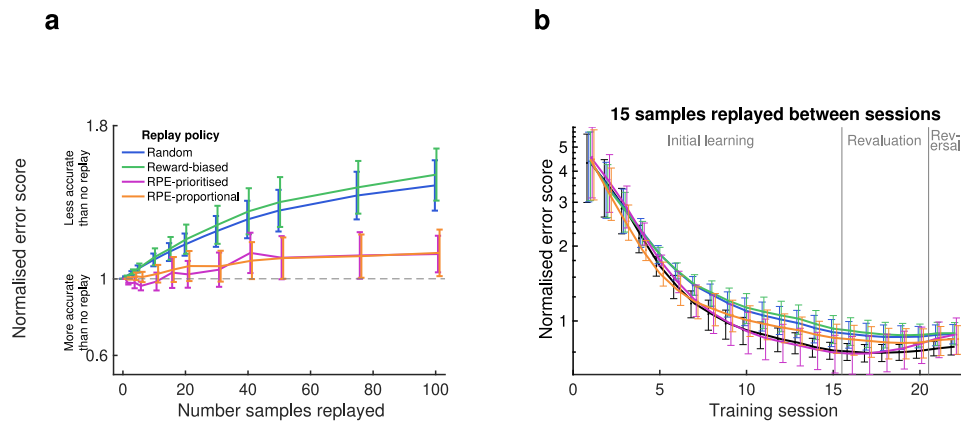 a
Normalised error score
Less accurate
than no replay
More accurate
than no replay
1.8
1
0.6
Replay policy
Random
Reward-biased
RPE-prioritised
RPE-proportional
0 20 40 60 80 100
Number samples replayed
b
15 samples replayed between sessions
Initial learning
Revaluation
Rev-
ersal
Normalised error score
5
3
2
1
0 5 10 15 20
Training session